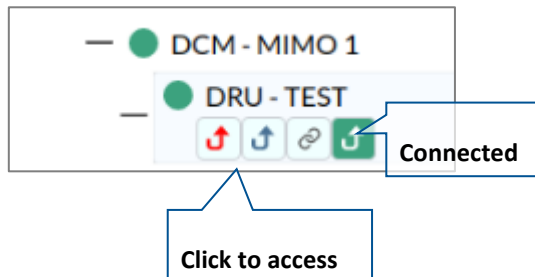 DCM - MIMO 1
DRU - TEST
Connected
Click to access